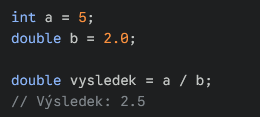 int a = 5;
double b = 2.0;

double vysledek = a / b;
// Výsledek: 2.5